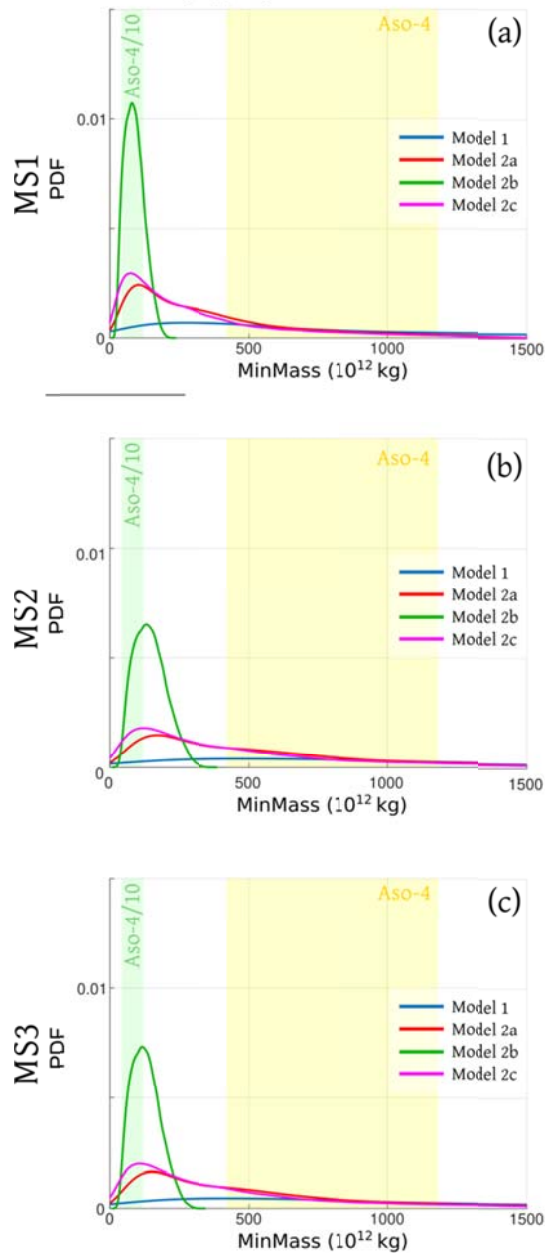 (a)
Aso-4/10
Aso-4
0.01
MS1
PDF
Model 1
Model 2a
Model 2b
Model 2c
0
0
500
1000
1500
MinMass (10¹² kg)
(b)
Aso-4/10
Aso-4
0.01
MS2
PDF
Model 1
Model 2a
Model 2b
Model 2c
0
0
500
1000
1500
MinMass (10¹² kg)
(c)
Aso-4/10
Aso-4
0.01
MS3
PDF
Model 1
Model 2a
Model 2b
Model 2c
0
0
500
1000
1500
MinMass (10¹² kg)